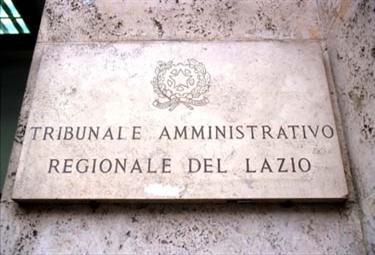 TRIBUNALE AMMINISTRATIVO
REGIONALE DEL LAZIO